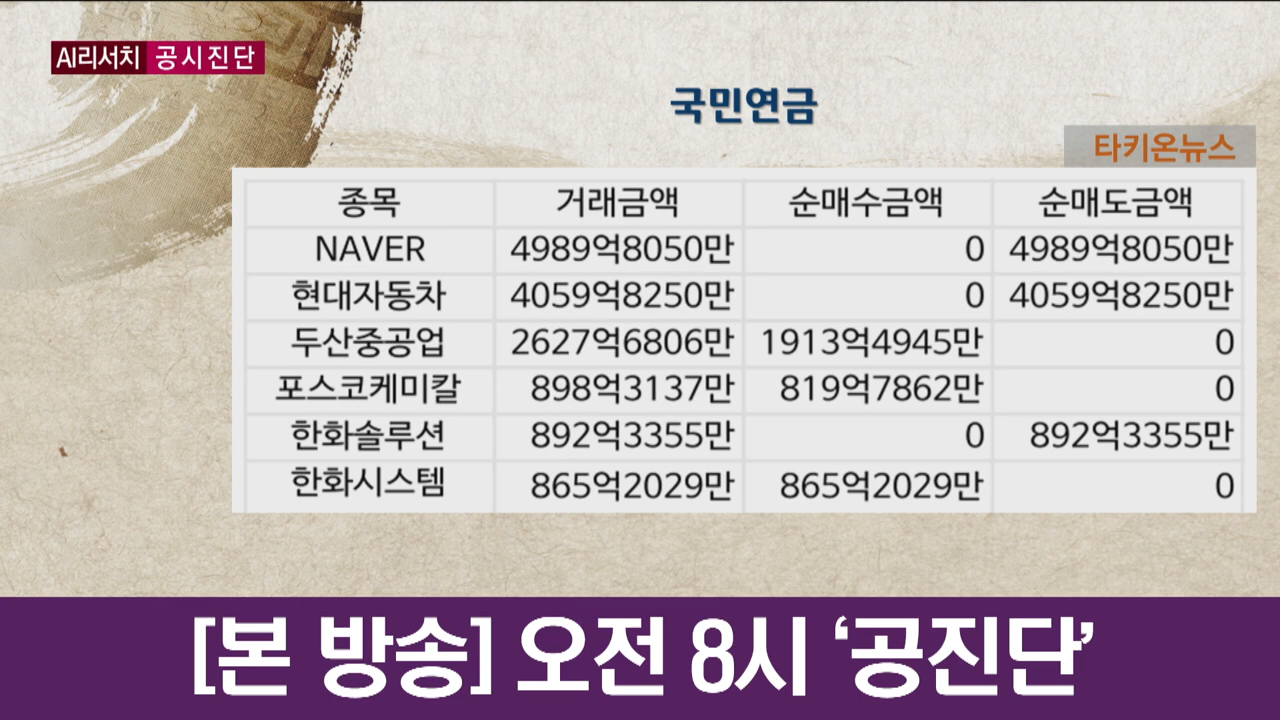 AI리서치 공시진단
국민연금
타키온뉴스
종목 거래금액 순매수금액 순매도금액
NAVER 4989억8050만 0 4989억8050만
현대자동차 4059억8250만 0 4059억8250만
두산중공업 2627억6806만 1913억4945만 0
포스코케미칼 898억3137만 819억7862만 0
한화솔루션 892억3355만 0 892억3355만
한화시스템 865억2029만 865억2029만 0
[본 방송] 오전 8시 ‘공진단’